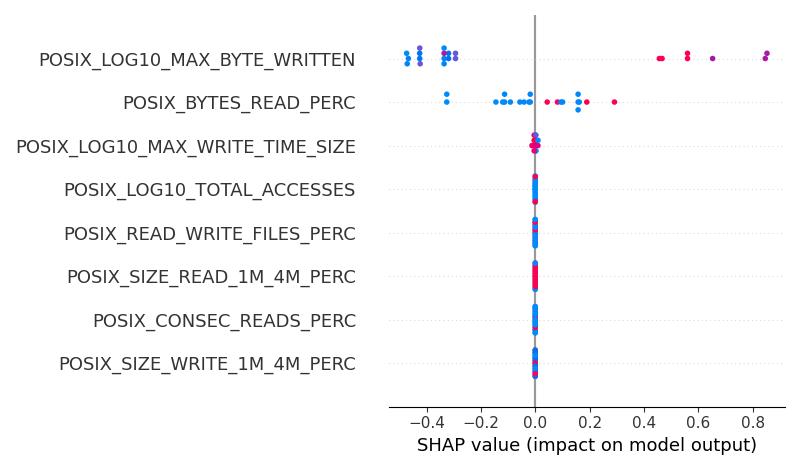 POSIX_LOG10_MAX_BYTE_WRITTEN
POSIX_BYTES_READ_PERC
POSIX_LOG10_MAX_WRITE_TIME_SIZE
POSIX_LOG10_TOTAL_ACCESSES
POSIX_READ_WRITE_FILES_PERC
POSIX_SIZE_READ_1M_4M_PERC
POSIX_CONSEC_READS_PERC
POSIX_SIZE_WRITE_1M_4M_PERC
−0.4 −0.2 0.0 0.2 0.4 0.6 0.8
SHAP value (impact on model output)